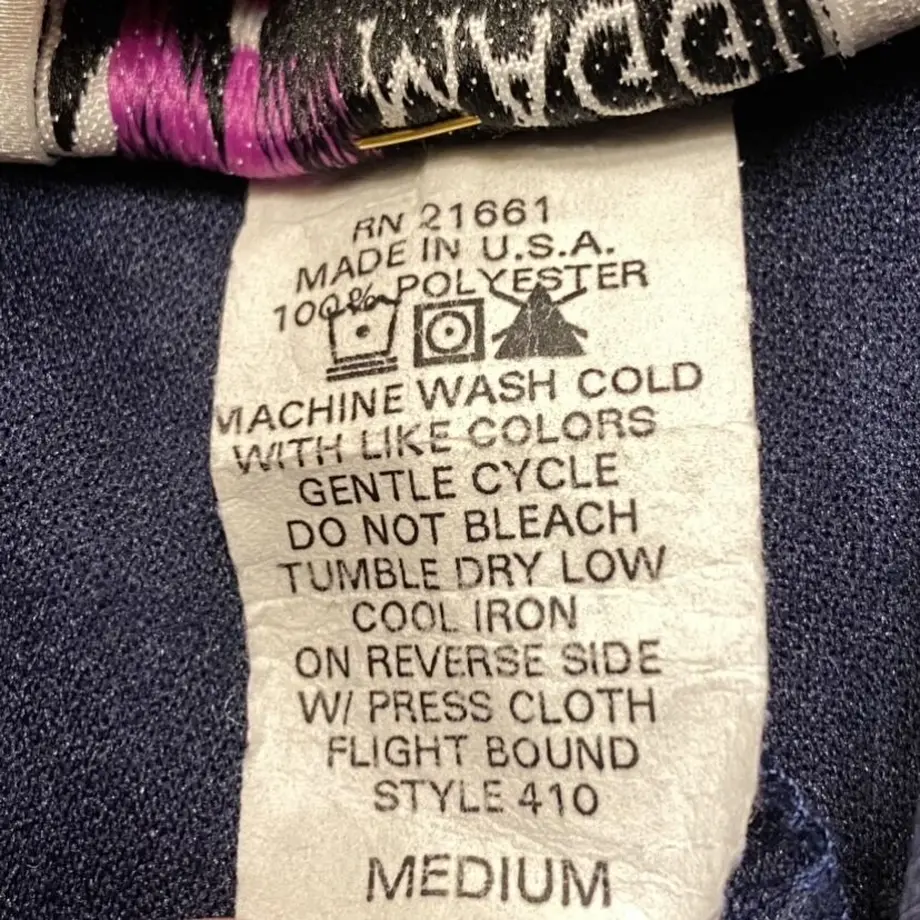 RN 21661
MADE IN U.S.A.
100% POLYESTER
MACHINE WASH COLD
WITH LIKE COLORS
GENTLE CYCLE
DO NOT BLEACH
TUMBLE DRY LOW
COOL IRON
ON REVERSE SIDE
W/ PRESS CLOTH
FLIGHT BOUND
STYLE 410
MEDIUM